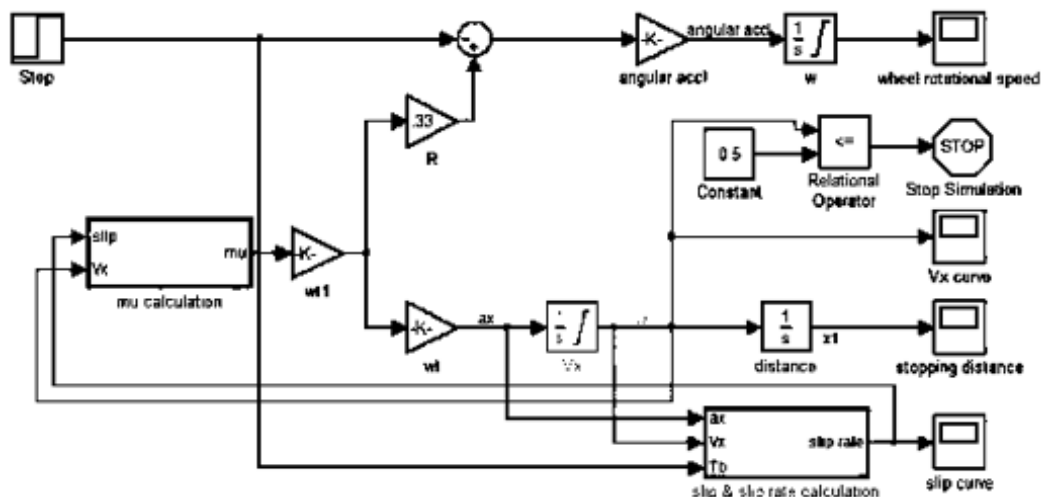 Step
-K-
angular accl
angular accl
1
s
w
wheel rotational speed
.33
R
0.5
Constant
<=
Relational
Operator
STOP
Stop Simulation
slip
Vx
mu
mu calculation
-K-
wt1
Vx curve
-K-
wt
ax
s
Vx
1
s
distance
x1
stopping distance
ax
Vx
Tb
slip rate
slip & slip rate calculation
slip curve